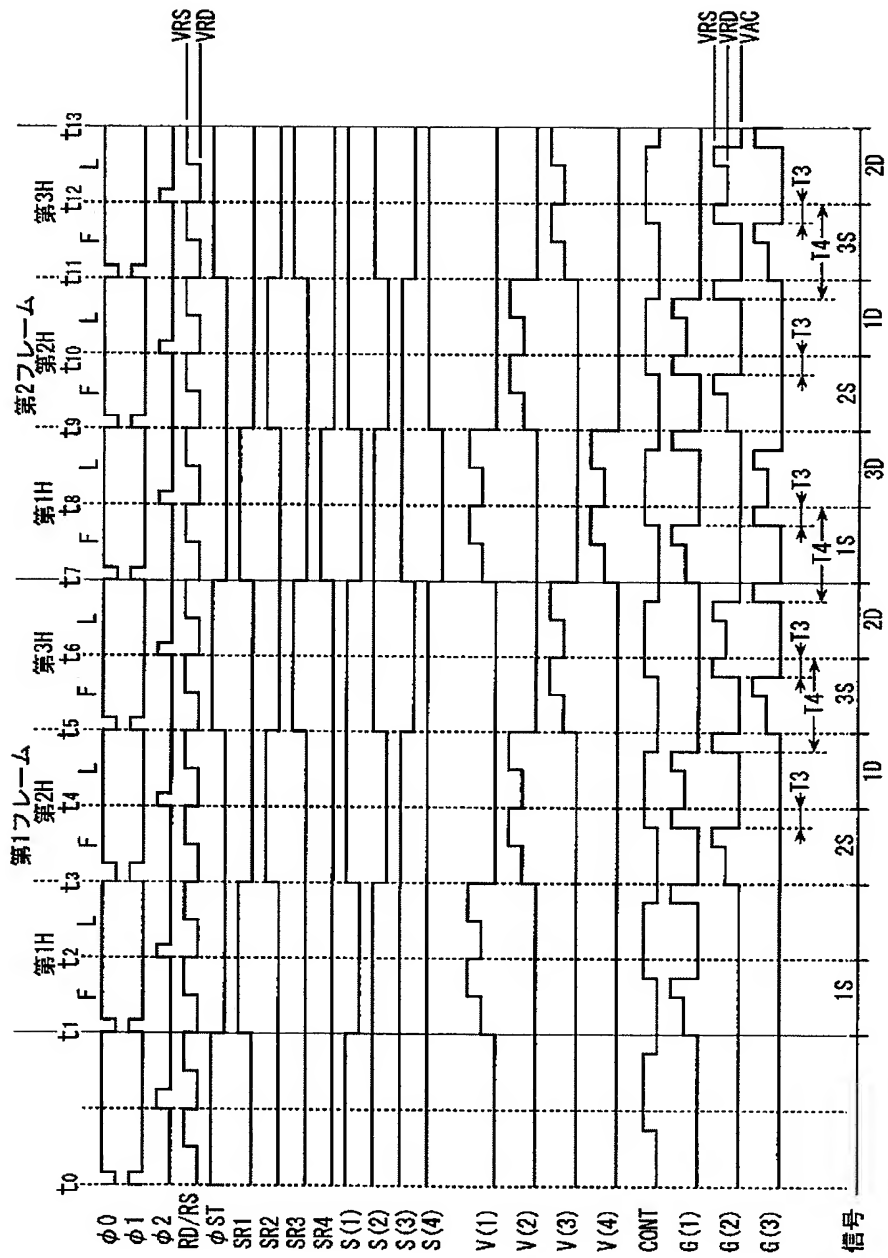 第1フレーム 第2フレーム
第1H 第2H 第3H 第1H 第2H 第3H
t0 t1 F t2 L t3 F t4 L t5 F t6 L t7 F t8 L t9 F t10 L t11 F t12 L t13
φ0
φ1
φ2
RD/RS VRS
VRD
φST
SR1
SR2
SR3
SR4
S(1)
S(2)
S(3)
S(4)
V(1)
V(2)
V(3)
V(4)
CONT
G(1)
G(2) VRS
VRD
VAC
G(3)
T3 T3 T3 T3 T3
T4 T4 T4
信号 1S 2S 1D 3S 2D 1S 3D 2S 1D 3S 2D